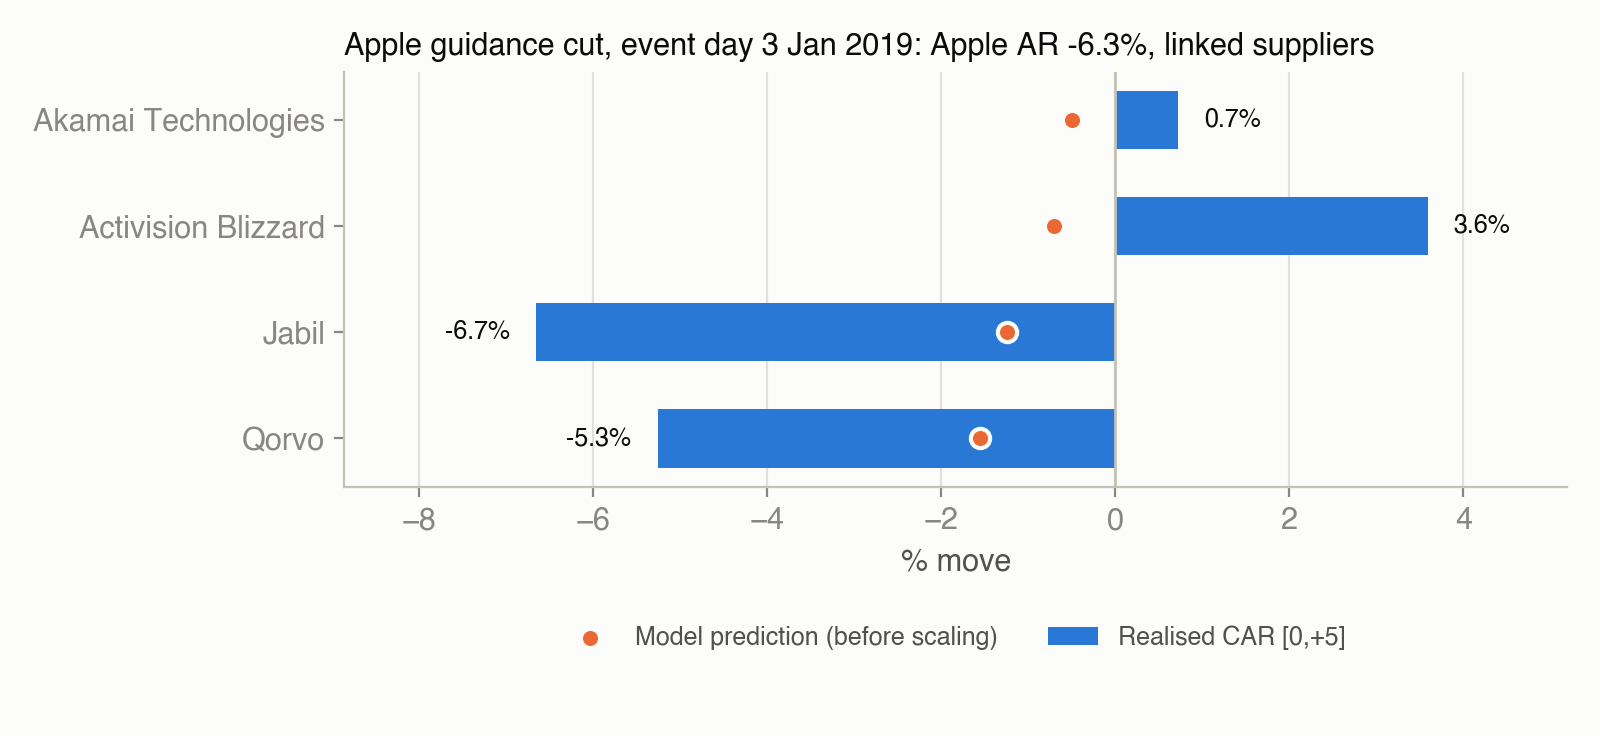 Apple guidance cut, event day 3 Jan 2019: Apple AR -6.3%, linked suppliers
Akamai Technologies
0.7%
Activision Blizzard
3.6%
Jabil
-6.7%
Qorvo
-5.3%
−8 −6 −4 −2 0 2 4
% move
Model prediction (before scaling) Realised CAR [0,+5]